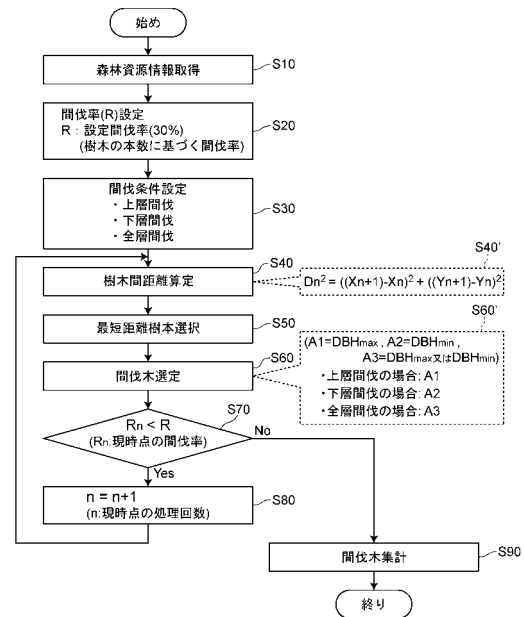 始め
森林資源情報取得
S10
間伐率(R)設定
R：設定間伐率(30%)
(樹木の本数に基づく間伐率)
S20
間伐条件設定
・上層間伐
・下層間伐
・全層間伐
S30
樹木間距離算定
S40
Dn² = ((Xn+1)-Xn)² + ((Yn+1)-Yn)²
S40'
最短距離樹本選択
S50
間伐木選定
S60
(A1=DBHmax , A2=DBHmin ,
A3=DBHmax又はDBHmin)
・上層間伐の場合: A1
・下層間伐の場合: A2
・全層間伐の場合: A3
S60'
Rn < R
(Rn:現時点の間伐率)
S70
No
Yes
n = n+1
(n:現時点の処理回数)
S80
間伐木集計
S90
終り